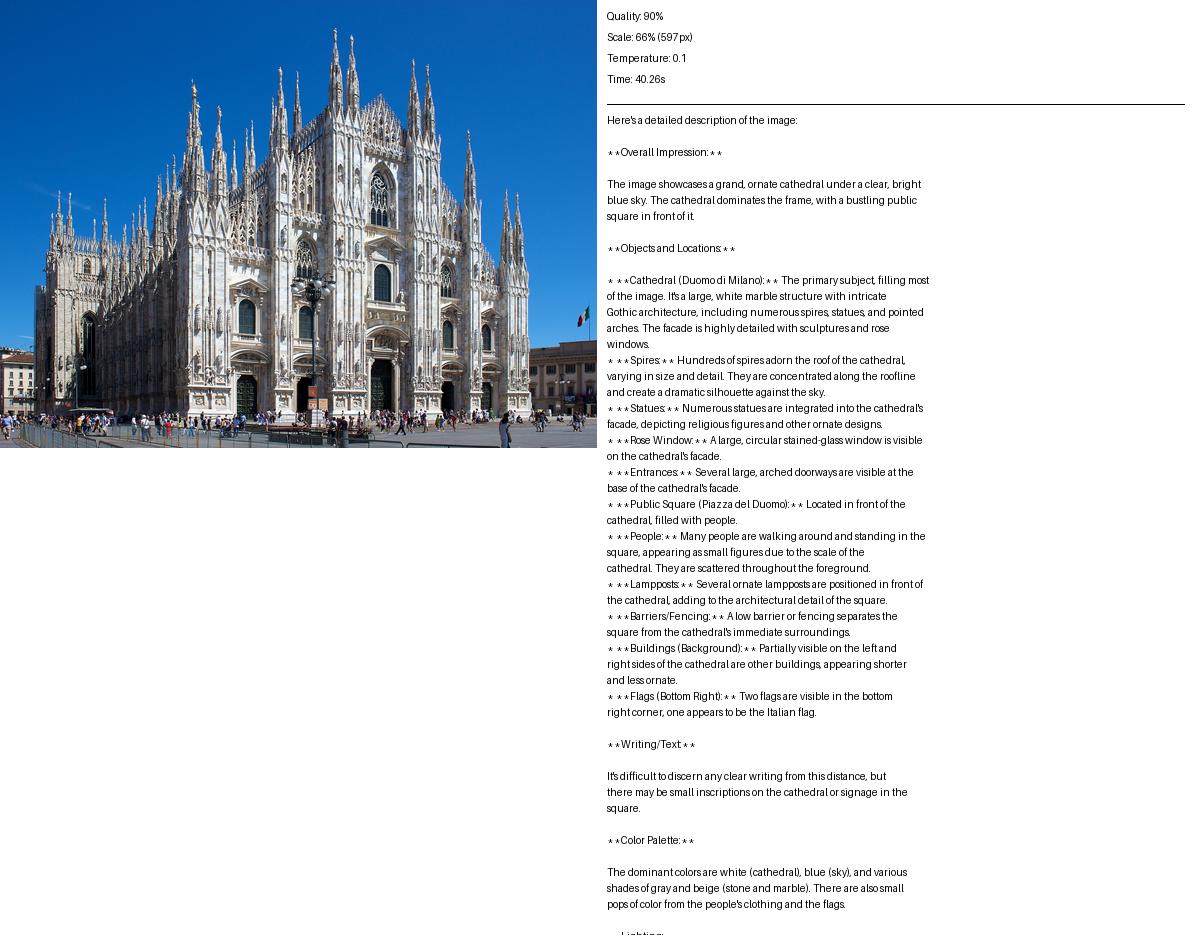 Quality: 90%
Scale: 66% (597px)
Temperature: 0.1
Time: 40.26s
Here's a detailed description of the image:
**Overall Impression:**
The image showcases a grand, ornate cathedral under a clear, bright
blue sky. The cathedral dominates the frame, with a bustling public
square in front of it.
**Objects and Locations:**
* **Cathedral (Duomo di Milano):** The primary subject, filling most
of the image. It's a large, white marble structure with intricate
Gothic architecture, including numerous spires, statues, and pointed
arches. The facade is highly detailed with sculptures and rose
windows.
* **Spires:** Hundreds of spires adorn the roof of the cathedral,
varying in size and detail. They are concentrated along the roofline
and create a dramatic silhouette against the sky.
* **Statues:** Numerous statues are integrated into the cathedral's
facade, depicting religious figures and other ornate designs.
* **Rose Window:** A large, circular stained-glass window is visible
on the cathedral's facade.
* **Entrances:** Several large, arched doorways are visible at the
base of the cathedral's facade.
* **Public Square (Piazza del Duomo):** Located in front of the
cathedral, filled with people.
* **People:** Many people are walking around and standing in the
square, appearing as small figures due to the scale of the
cathedral. They are scattered throughout the foreground.
* **Lampposts:** Several ornate lampposts are positioned in front of
the cathedral, adding to the architectural detail of the square.
* **Barriers/Fencing:** A low barrier or fencing separates the
square from the cathedral's immediate surroundings.
* **Buildings (Background):** Partially visible on the left and
right sides of the cathedral are other buildings, appearing shorter
and less ornate.
* **Flags (Bottom Right):** Two flags are visible in the bottom
right corner, one appears to be the Italian flag.
**Writing/Text:**
It's difficult to discern any clear writing from this distance, but
there may be small inscriptions on the cathedral or signage in the
square.
**Color Palette:**
The dominant colors are white (cathedral), blue (sky), and various
shades of gray and beige (stone and marble). There are also small
pops of color from the people's clothing and the flags.